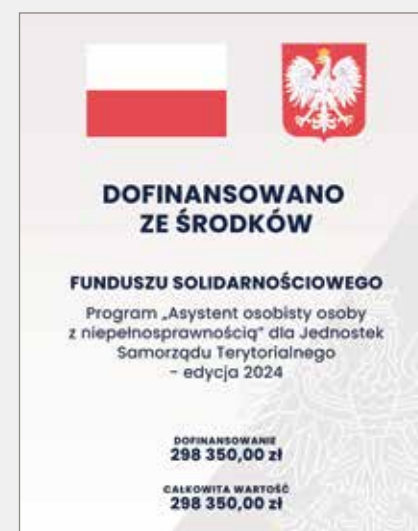 DOFINANSOWANO
ZE ŚRODKÓW
FUNDUSZU SOLIDARNOŚCIOWEGO
Program „Asystent osobisty osoby
z niepełnosprawnością” dla Jednostek
Samorządu Terytorialnego
- edycja 2024
DOFINANSOWANIE
298 350,00 zł
CAŁKOWITA WARTOŚĆ
298 350,00 zł